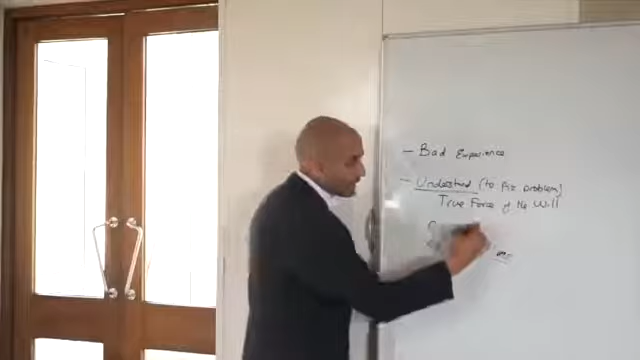 - Bad Experience
- Understand (to fix problem)
True Force of the Will